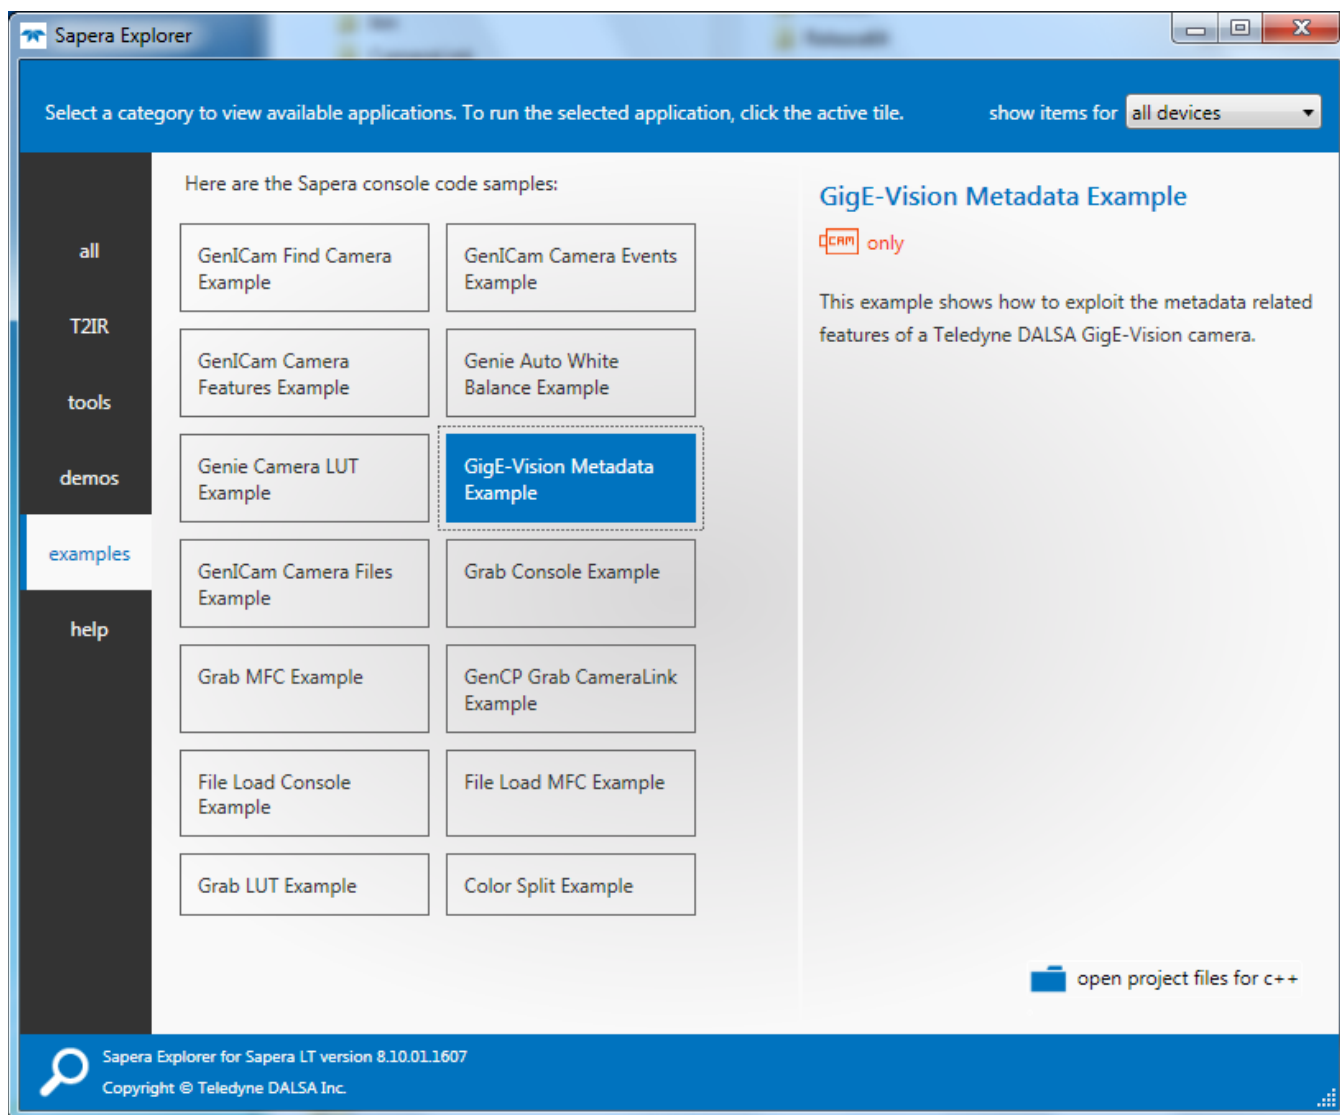 Sapera Explorer
Select a category to view available applications. To run the selected application, click the active tile.
show items for
all devices
all
T2IR
tools
demos
examples
help
Here are the Sapera console code samples:
GenICam Find Camera
Example
GenICam Camera Events
Example
GenICam Camera
Features Example
Genie Auto White
Balance Example
Genie Camera LUT
Example
GigE-Vision Metadata
Example
GenICam Camera Files
Example
Grab Console Example
Grab MFC Example
GenCP Grab CameraLink
Example
File Load Console
Example
File Load MFC Example
Grab LUT Example
Color Split Example
GigE-Vision Metadata Example
CAM only
This example shows how to exploit the metadata related
features of a Teledyne DALSA GigE-Vision camera.
open project files for c++
Sapera Explorer for Sapera LT version 8.10.01.1607
Copyright © Teledyne DALSA Inc.